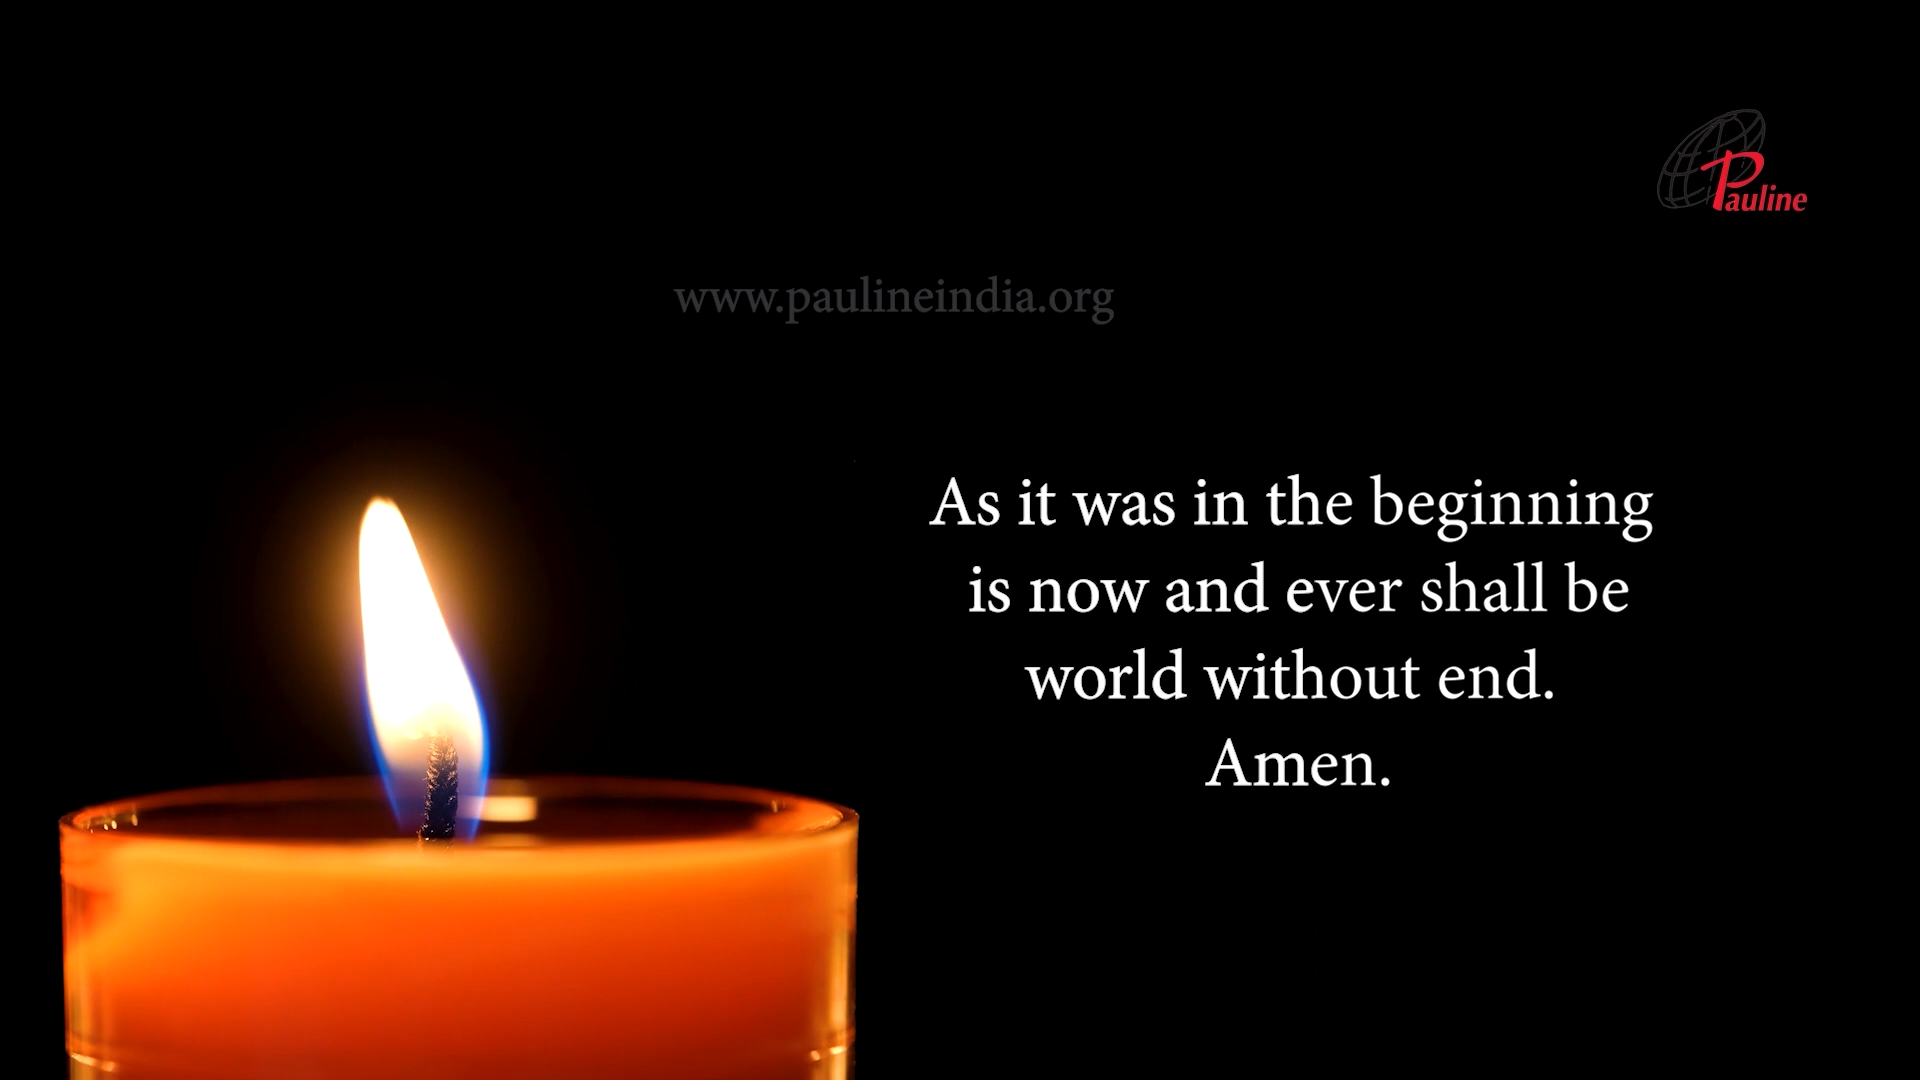 Pauline
www.paulineindia.org
As it was in the beginning
is now and ever shall be
world without end.
Amen.